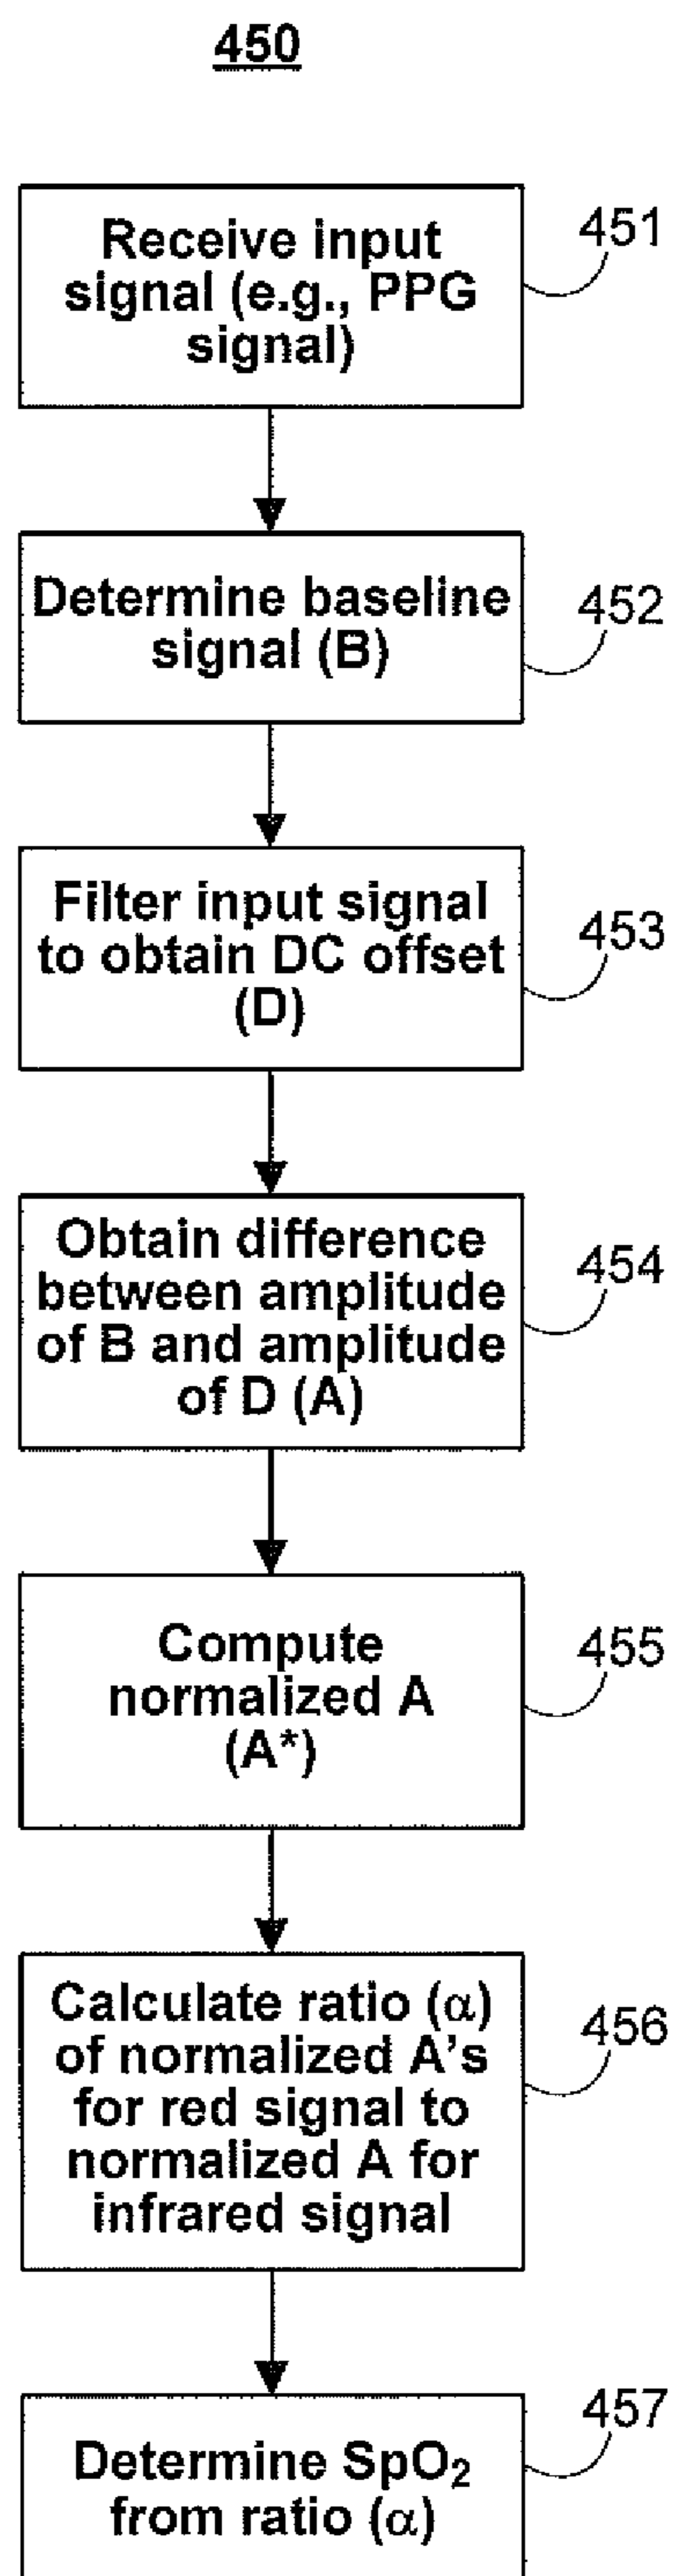 450
Receive input
signal (e.g., PPG
signal)
451
Determine baseline
signal (B)
452
Filter input signal
to obtain DC offset
(D)
453
Obtain difference
between amplitude
of B and amplitude
of D (A)
454
Compute
normalized A
(A*)
455
Calculate ratio (α)
of normalized A's
for red signal to
normalized A for
infrared signal
456
Determine SpO₂
from ratio (α)
457